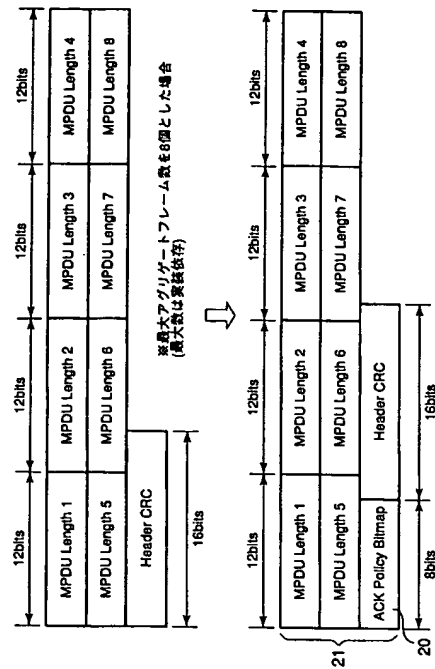 12bits 12bits 12bits 12bits
MPDU Length 1 MPDU Length 2 MPDU Length 3 MPDU Length 4
MPDU Length 5 MPDU Length 6 MPDU Length 7 MPDU Length 8
Header CRC
16bits
※最大アグリゲートフレーム数を8個とした場合
(最大数は実装依存)
12bits 12bits 12bits 12bits
MPDU Length 1 MPDU Length 2 MPDU Length 3 MPDU Length 4
MPDU Length 5 MPDU Length 6 MPDU Length 7 MPDU Length 8
ACK Policy Bitmap Header CRC
8bits 16bits
21
20